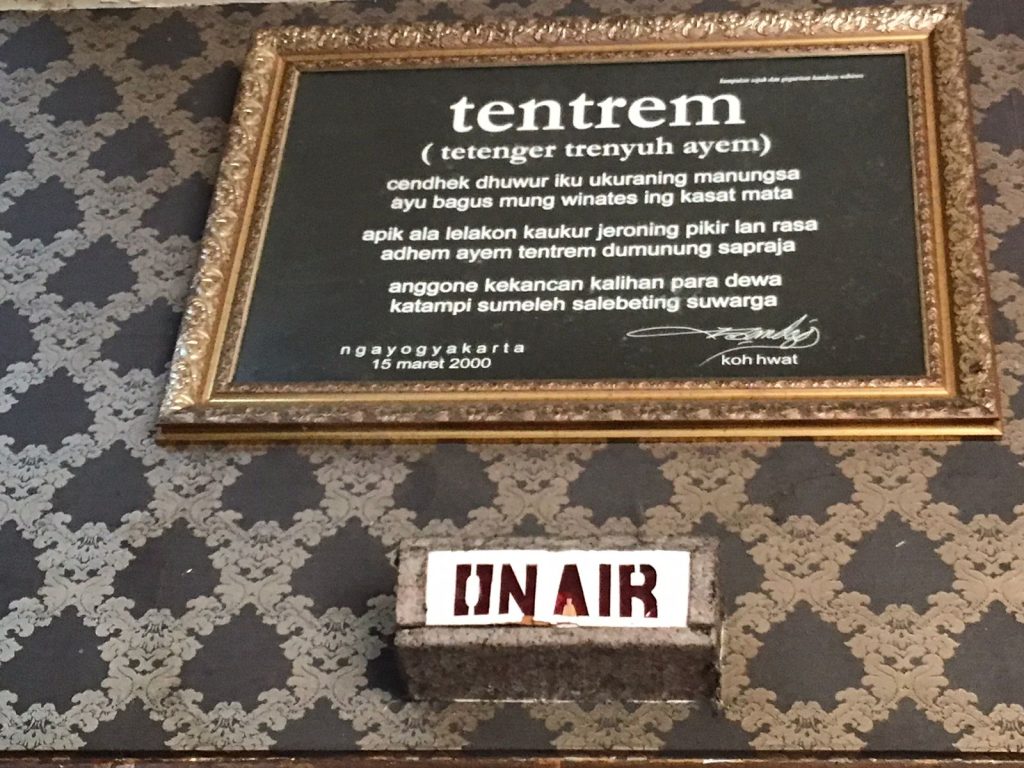 tentrem
( tetenger trenyuh ayem)
cendhek dhuwur iku ukuraning manungsa
ayu bagus mung winates ing kasat mata
apik ala lelakon kaukur jeroning pikir lan rasa
adhem ayem tentrem dumunung sapraja
anggone kekancan kalihan para dewa
katampi sumeleh salebeting suwarga
ngayogyakarta
15 maret 2000
koh hwat
ON AIR